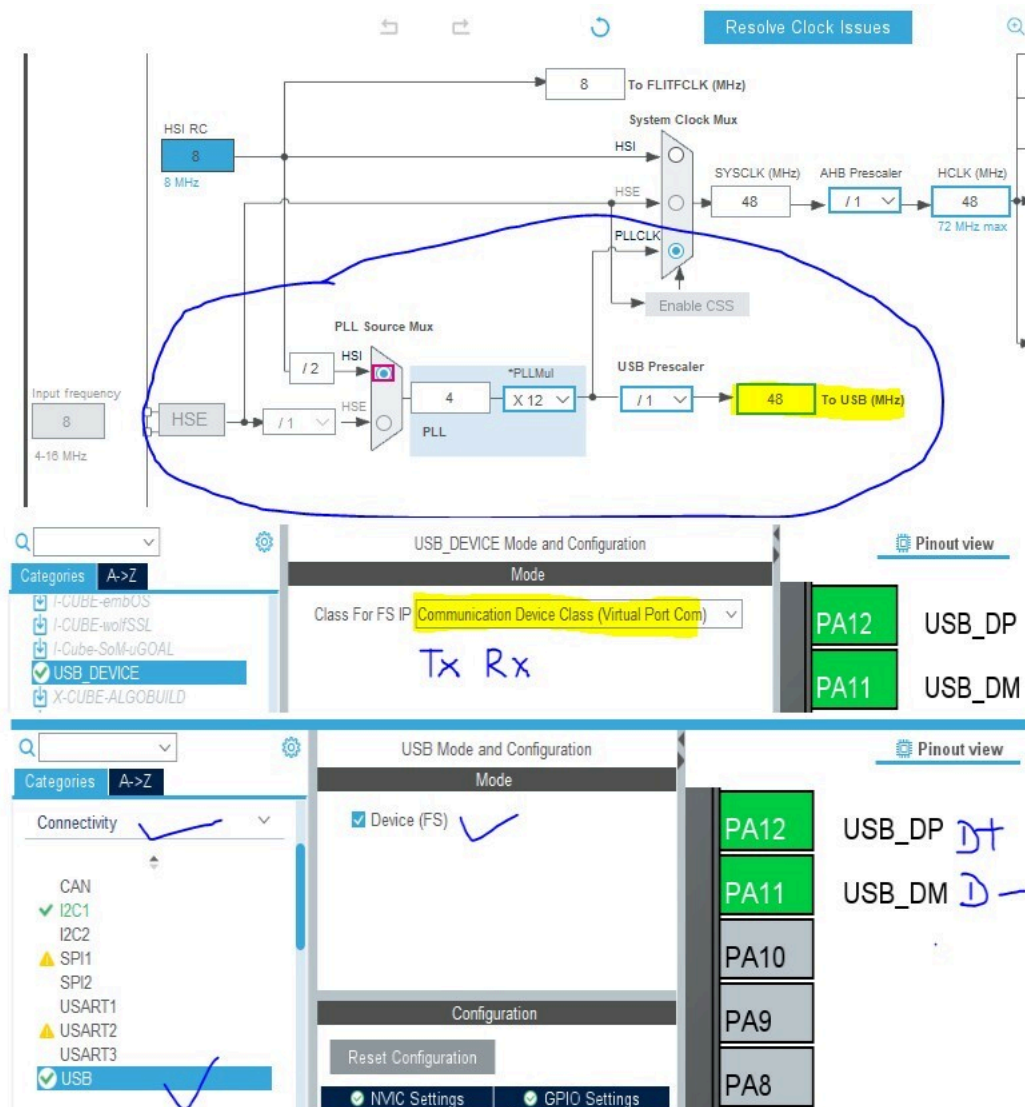 Resolve Clock Issues
8 To FLITFCLK (MHz)
System Clock Mux
HSI RC
8
8 MHz
HSI
HSE
PLLCLK
SYSCLK (MHz)
48
AHB Prescaler
/ 1
HCLK (MHz)
48
72 MHz max
Enable CSS
PLL Source Mux
/ 2
HSI
Input frequency
8
4-16 MHz
HSE
/ 1
HSE
4
*PLLMul
X 12
PLL
USB Prescaler
/ 1
48 To USB (MHz)
USB_DEVICE Mode and Configuration
Pinout view
Categories A->Z
Mode
I-CUBE-embOS
I-CUBE-wolfSSL
I-Cube-SoM-uGOAL
USB_DEVICE
X-CUBE-ALGOBUILD
Class For FS IP Communication Device Class (Virtual Port Com)
Tx Rx
PA12 USB_DP
PA11 USB_DM
USB Mode and Configuration
Pinout view
Categories A->Z
Mode
Connectivity
Device (FS)
CAN
I2C1
I2C2
SPI1
SPI2
USART1
USART2
USART3
USB
Configuration
Reset Configuration
NVIC Settings
GPIO Settings
PA12 USB_DP D+
PA11 USB_DM D-
PA10
PA9
PA8